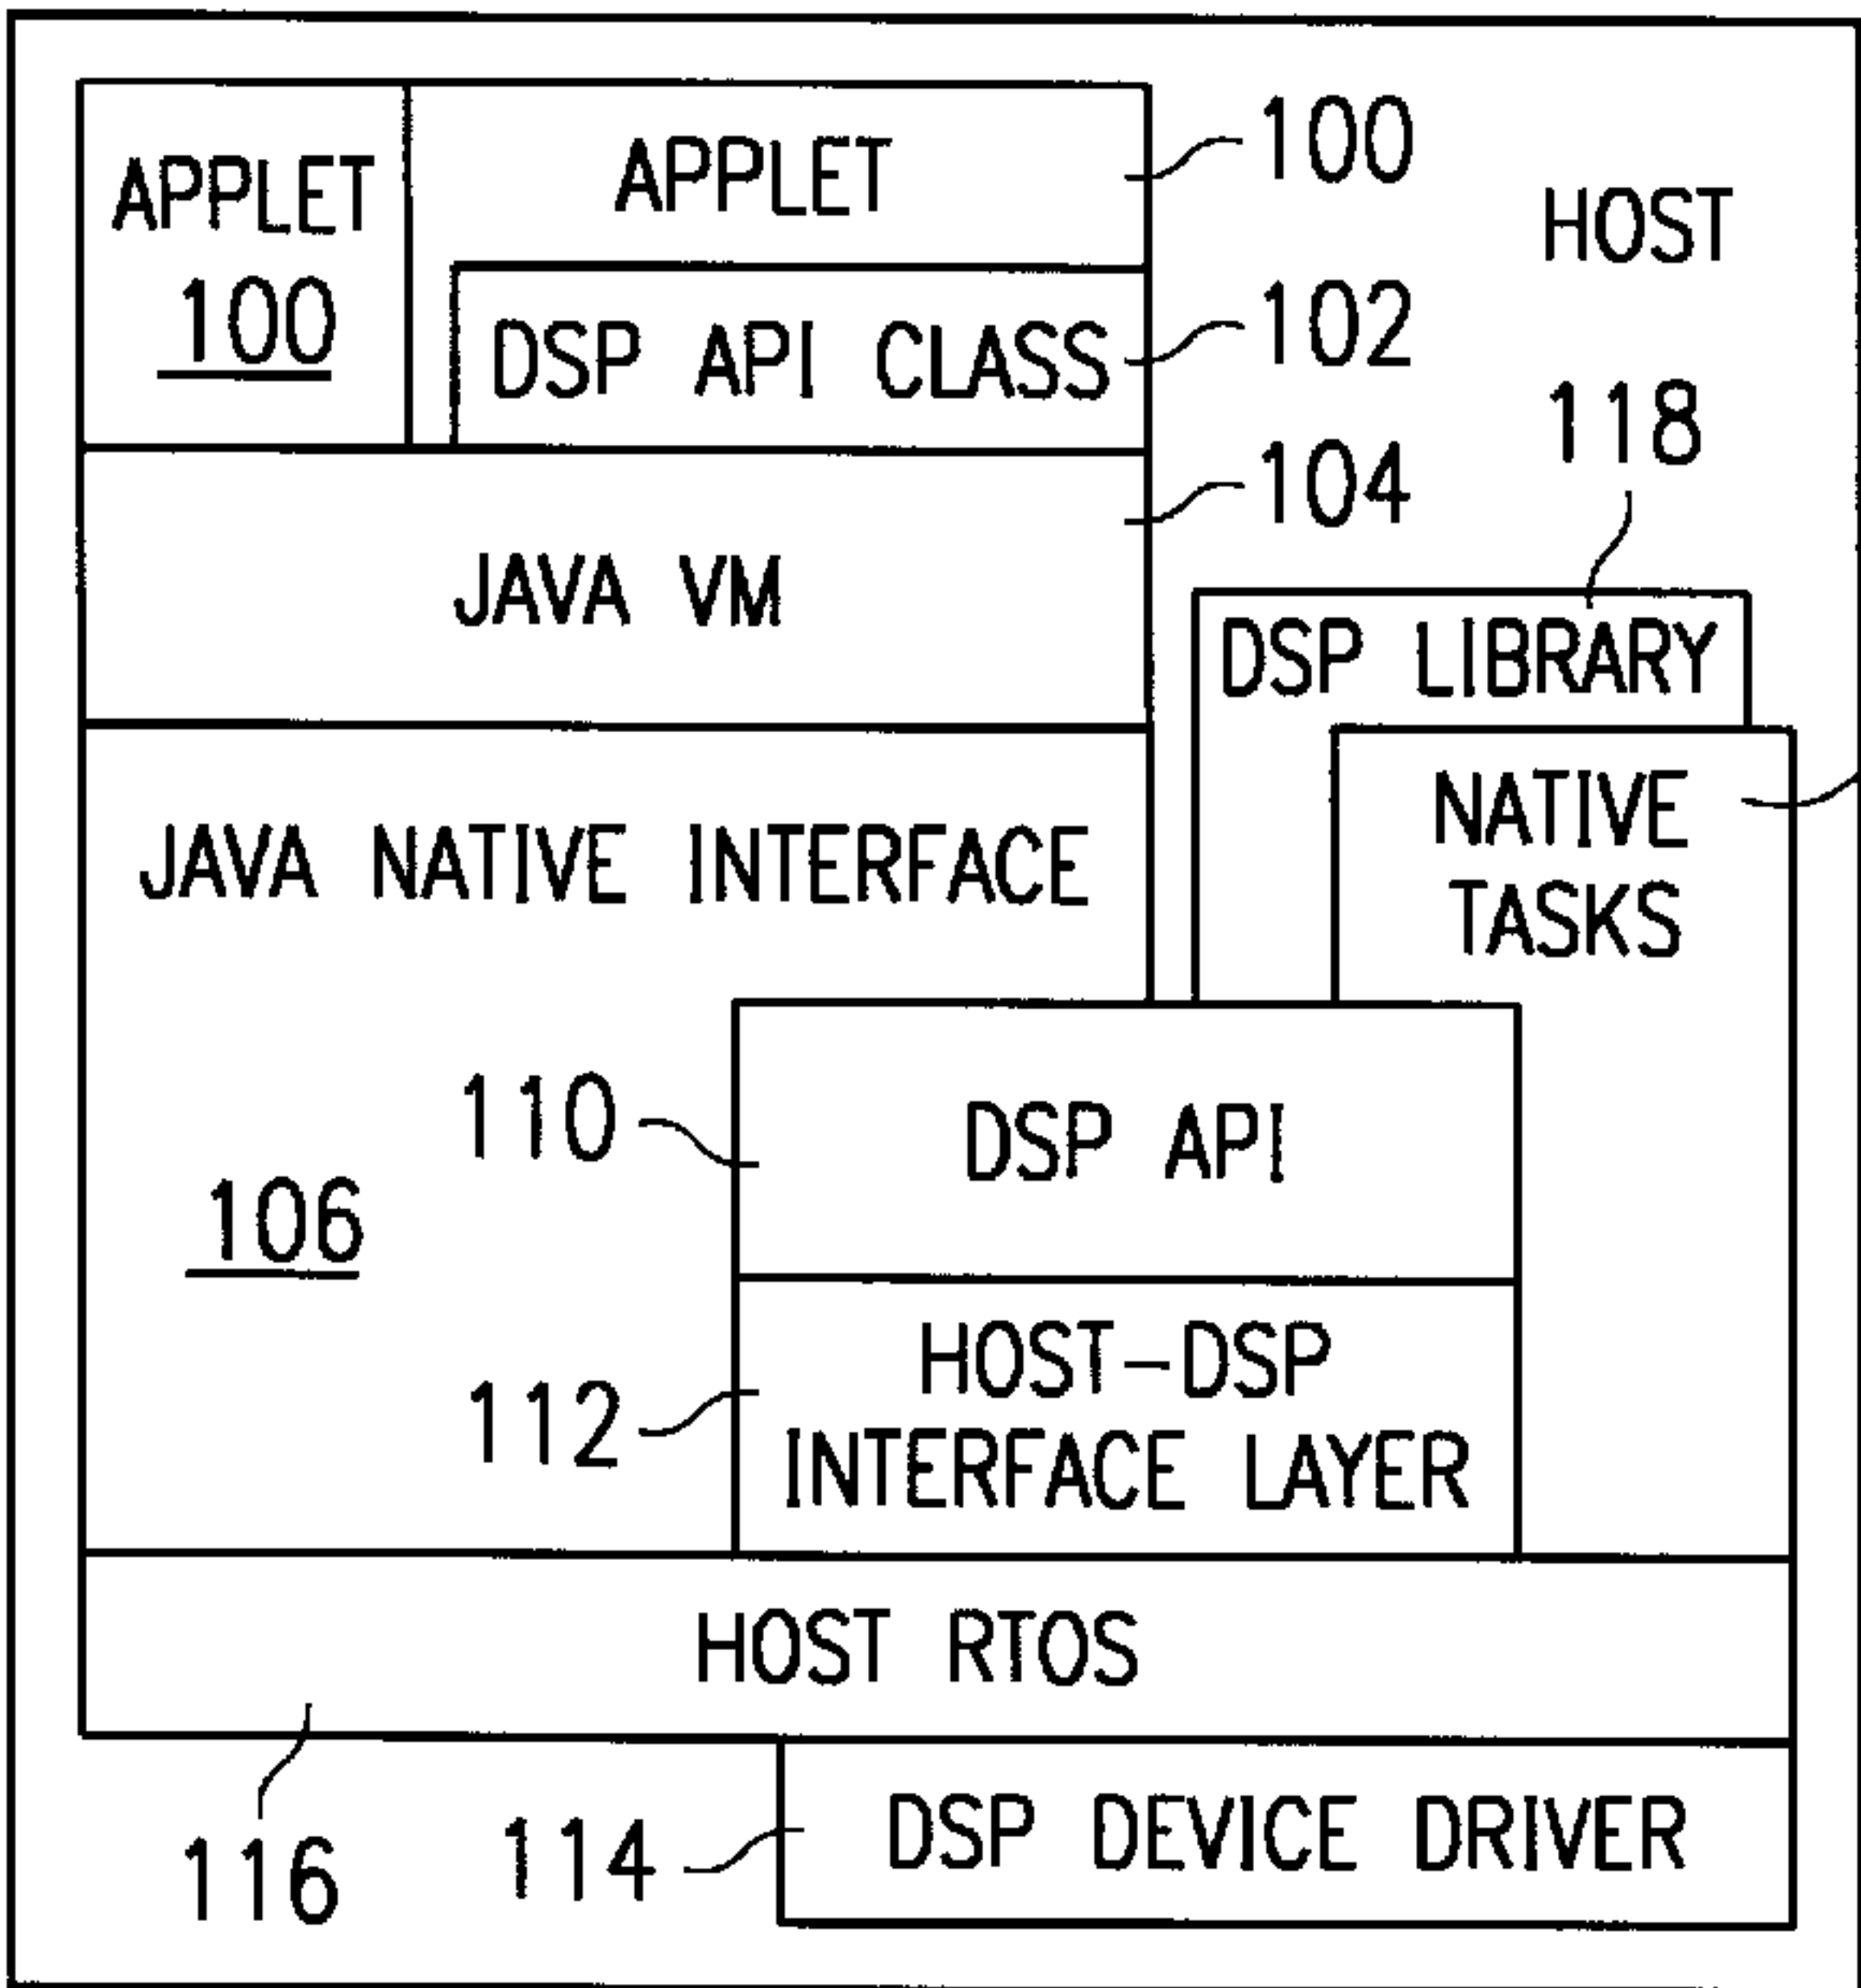 APPLET
100
APPLET
100
HOST
DSP API CLASS
102
118
104
JAVA VM
DSP LIBRARY
NATIVE
TASKS
JAVA NATIVE INTERFACE
110
DSP API
106
HOST-DSP
INTERFACE LAYER
112
HOST RTOS
116
114
DSP DEVICE DRIVER